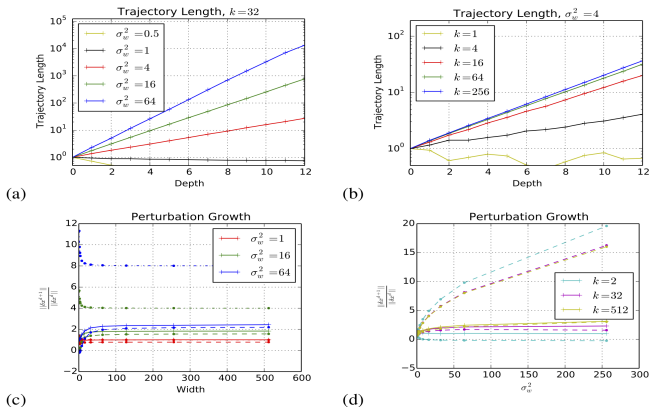 Trajectory Length, k=32
10^5
10^4
10^3
10^2
10^1
10^0
Trajectory Length
σ_w^2 = 0.5
σ_w^2 = 1
σ_w^2 = 4
σ_w^2 = 16
σ_w^2 = 64
0 2 4 6 8 10 12
Depth
(a)
Trajectory Length, σ_w^2 = 4
10^2
10^1
10^0
Trajectory Length
k=1
k=4
k=16
k=64
k=256
0 2 4 6 8 10 12
Depth
(b)
Perturbation Growth
12
10
8
6
4
2
0
−2
||δz^{d+1}||
||δz^d||
σ_w^2 = 1
σ_w^2 = 16
σ_w^2 = 64
0 100 200 300 400 500 600
Width
(c)
Perturbation Growth
20
15
10
5
0
−5
||δz^{d+1}||
||δz^d||
k=2
k=32
k=512
0 50 100 150 200 250 300
σ_w^2
(d)